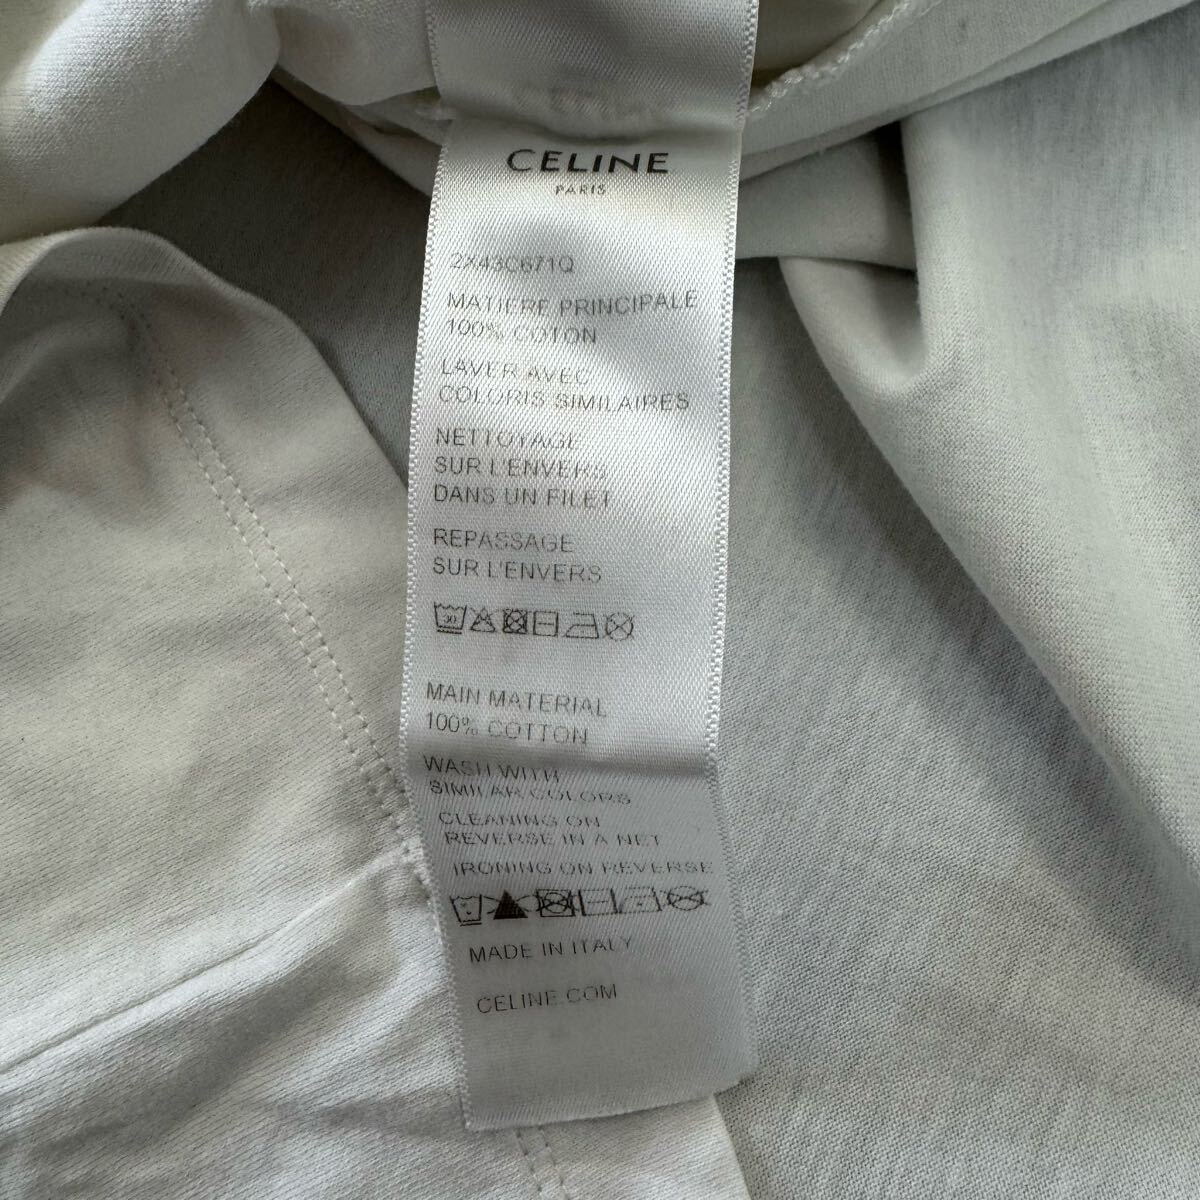 CELINE
PARIS
2X43C671Q
MATIERE PRINCIPALE
100% COTON
LAVER AVEC
COLORIS SIMILAIRES
NETTOYAGE
SUR L'ENVERS
DANS UN FILET
REPASSAGE
SUR L'ENVERS
30
MAIN MATERIAL
100% COTTON
WASH WITH
SIMILAR COLORS
CLEANING ON
REVERSE IN A NET
IRONING ON REVERSE
MADE IN ITALY
CELINE.COM